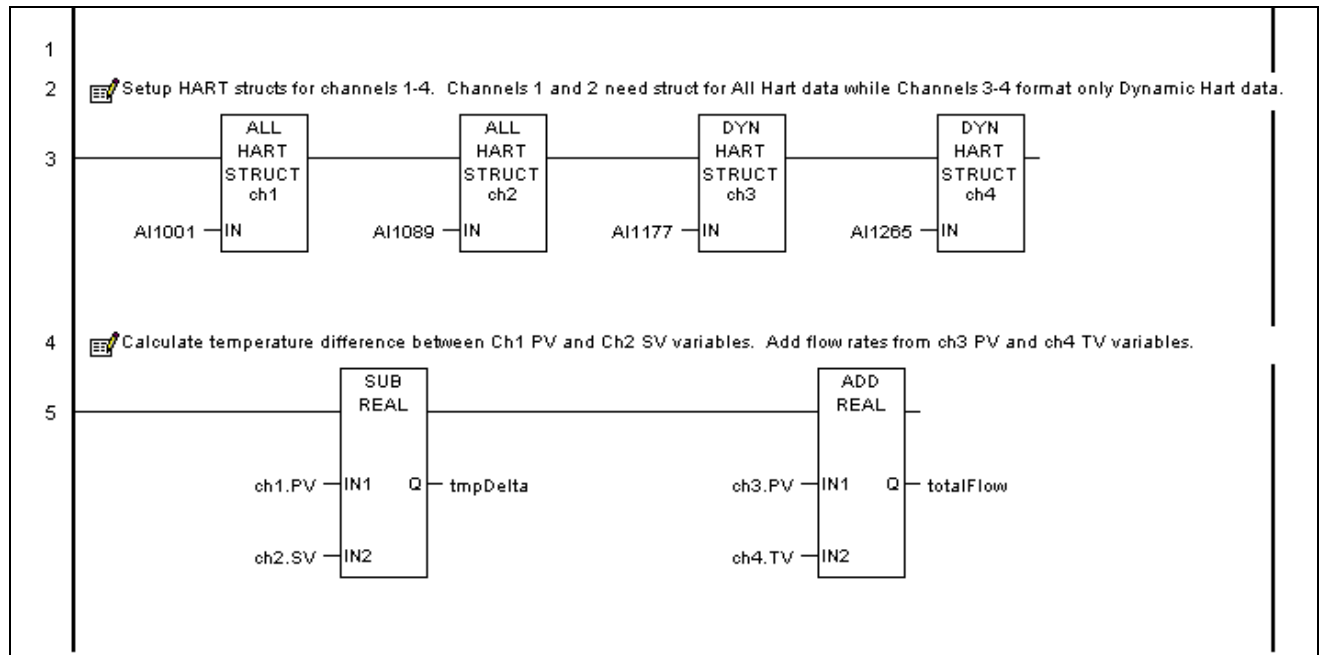 1
2 Setup HART structs for channels 1-4. Channels 1 and 2 need struct for All Hart data while Channels 3-4 format only Dynamic Hart data.
ALL ALL DYN DYN
3 HART HART HART HART
STRUCT STRUCT STRUCT STRUCT
ch1 ch2 ch3 ch4
AI1001 IN AI1089 IN AI1177 IN AI1265 IN
4 Calculate temperature difference between Ch1 PV and Ch2 SV variables. Add flow rates from ch3 PV and ch4 TV variables.
SUB ADD
5 REAL REAL
ch1.PV IN1 Q tmpDelta ch3.PV IN1 Q totalFlow
ch2.SV IN2 ch4.TV IN2